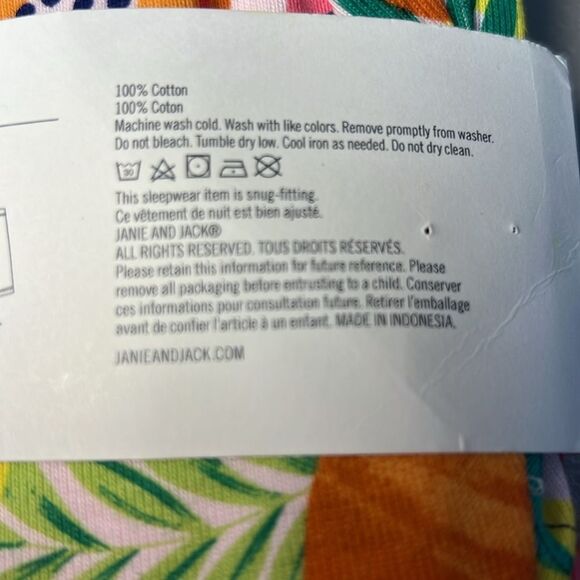 100% Cotton
100% Coton
Machine wash cold. Wash with like colors. Remove promptly from washer.
Do not bleach. Tumble dry low. Cool iron as needed. Do not dry clean.
30
This sleepwear item is snug-fitting.
Ce vêtement de nuit est bien ajusté.
JANIE AND JACK®
ALL RIGHTS RESERVED. TOUS DROITS RÉSERVÉS.
Please retain this information for future reference. Please
remove all packaging before entrusting to a child. Conserver
ces informations pour consultation future. Retirer l'emballage
avant de confier l'article à un enfant. MADE IN INDONESIA.
JANIEANDJACK.COM